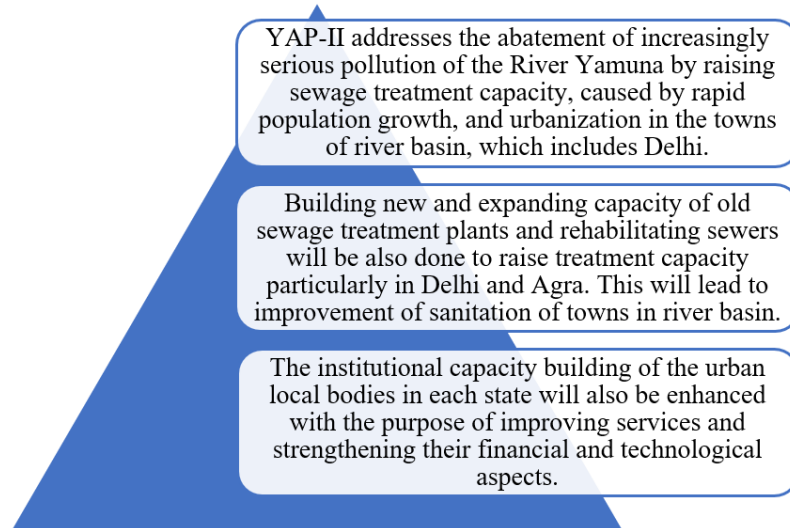 YAP-II addresses the abatement of increasingly
serious pollution of the River Yamuna by raising
sewage treatment capacity, caused by rapid
population growth, and urbanization in the towns
of river basin, which includes Delhi.
Building new and expanding capacity of old
sewage treatment plants and rehabilitating sewers
will be also done to raise treatment capacity
particularly in Delhi and Agra. This will lead to
improvement of sanitation of towns in river basin.
The institutional capacity building of the urban
local bodies in each state will also be enhanced
with the purpose of improving services and
strengthening their financial and technological
aspects.